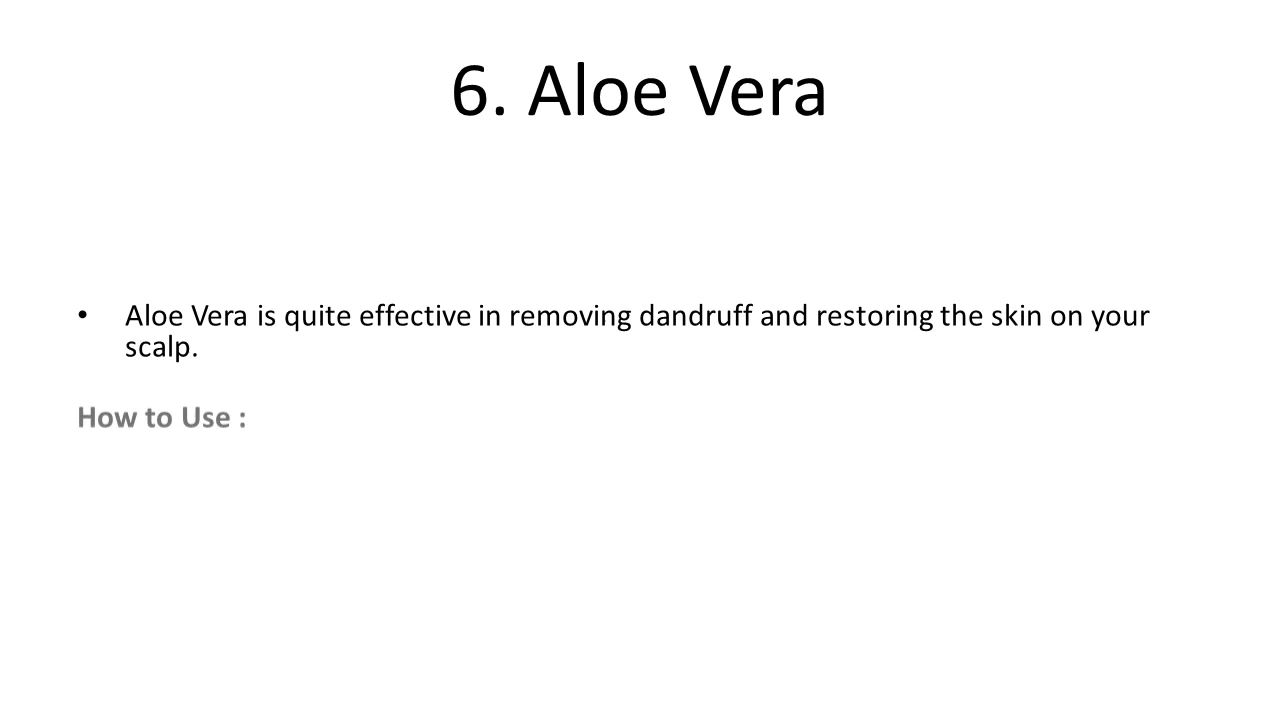 6. Aloe Vera
• Aloe Vera is quite effective in removing dandruff and restoring the skin on your
scalp.
How to Use :